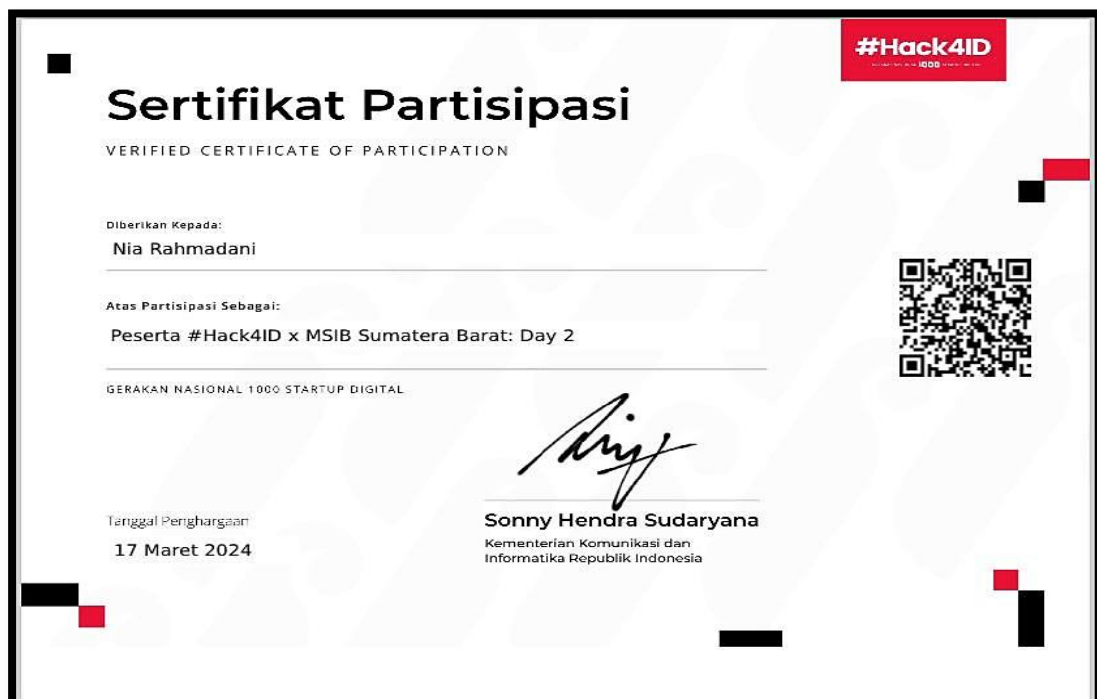 #Hack4ID
1000
Sertifikat Partisipasi
VERIFIED CERTIFICATE OF PARTICIPATION
Diberikan Kepada:
Nia Rahmadani
Atas Partisipasi Sebagai:
Peserta #Hack4ID x MSIB Sumatera Barat: Day 2
GERAKAN NASIONAL 1000 STARTUP DIGITAL
Tanggal Penghargaan
17 Maret 2024
Sonny Hendra Sudaryana
Kementerian Komunikasi dan
Informatika Republik Indonesia